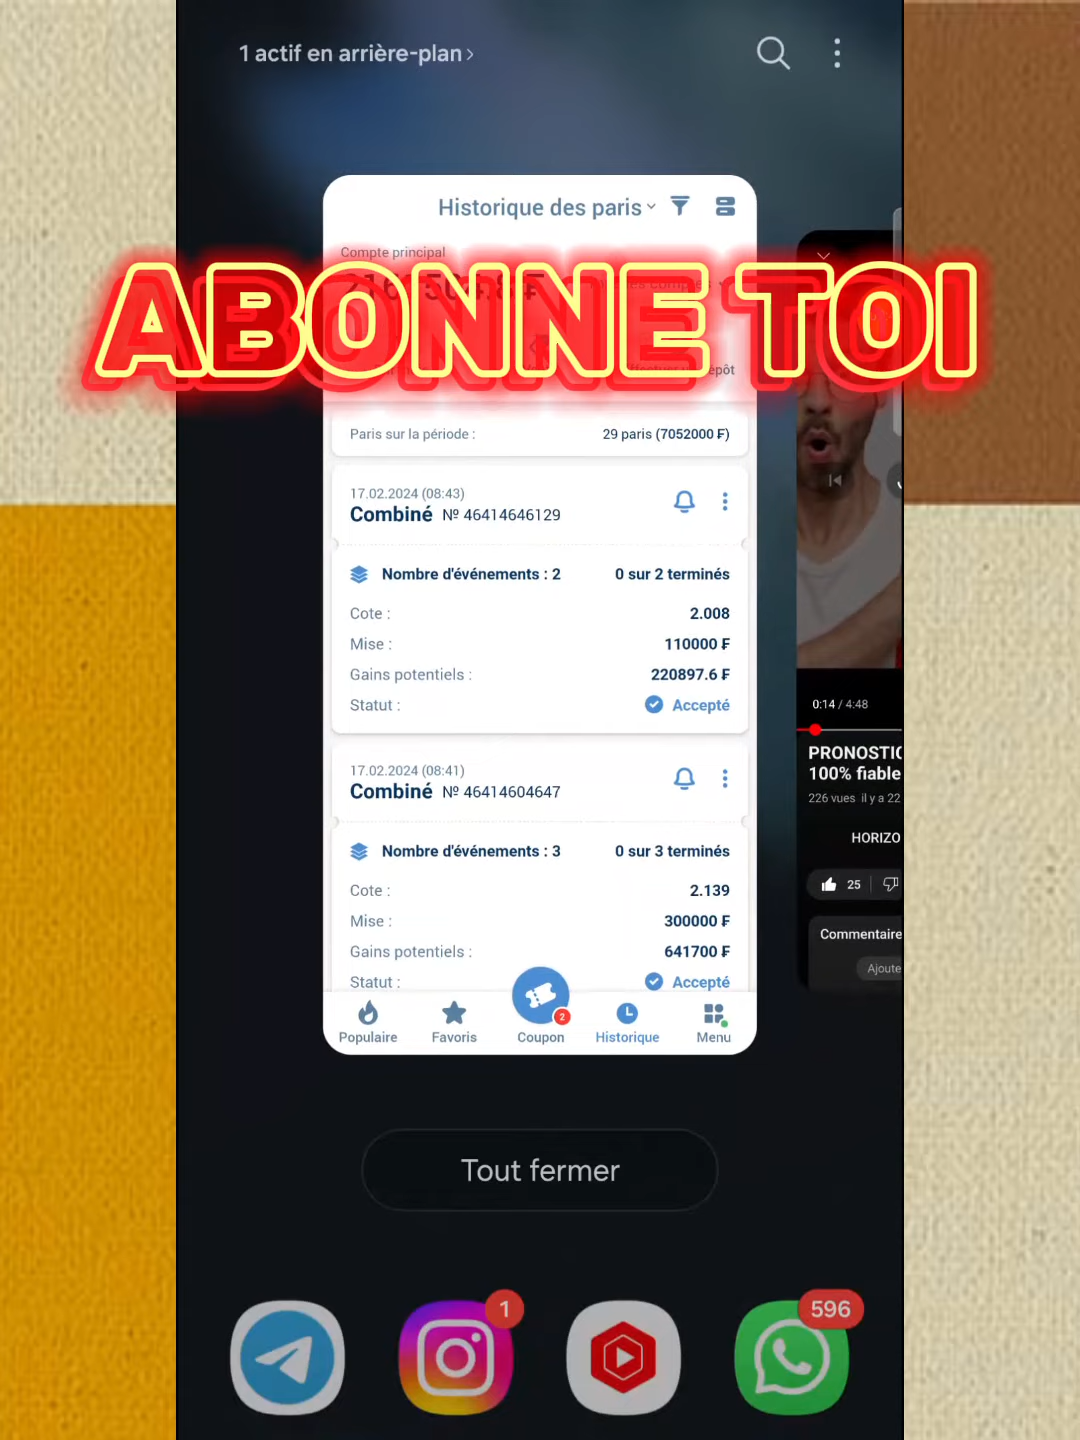 1 actif en arrière-plan >
Historique des paris
Compte principal
ABONNE TOI
Paris sur la période :
29 paris (7052000 ₣)
17.02.2024 (08:43)
Combiné № 46414646129
Nombre d'événements : 2
0 sur 2 terminés
Cote :
2.008
Mise :
110000 ₣
Gains potentiels :
220897.6 ₣
Statut :
Accepté
17.02.2024 (08:41)
Combiné № 46414604647
Nombre d'événements : 3
0 sur 3 terminés
Cote :
2.139
Mise :
300000 ₣
Gains potentiels :
641700 ₣
Statut :
Accepté
2
Populaire
Favoris
Coupon
Historique
Menu
0:14 / 4:48
PRONOSTIC
100% fiable
226 vues il y a 22
HORIZO
25
Commentaire
Ajoute
Tout fermer
1
596